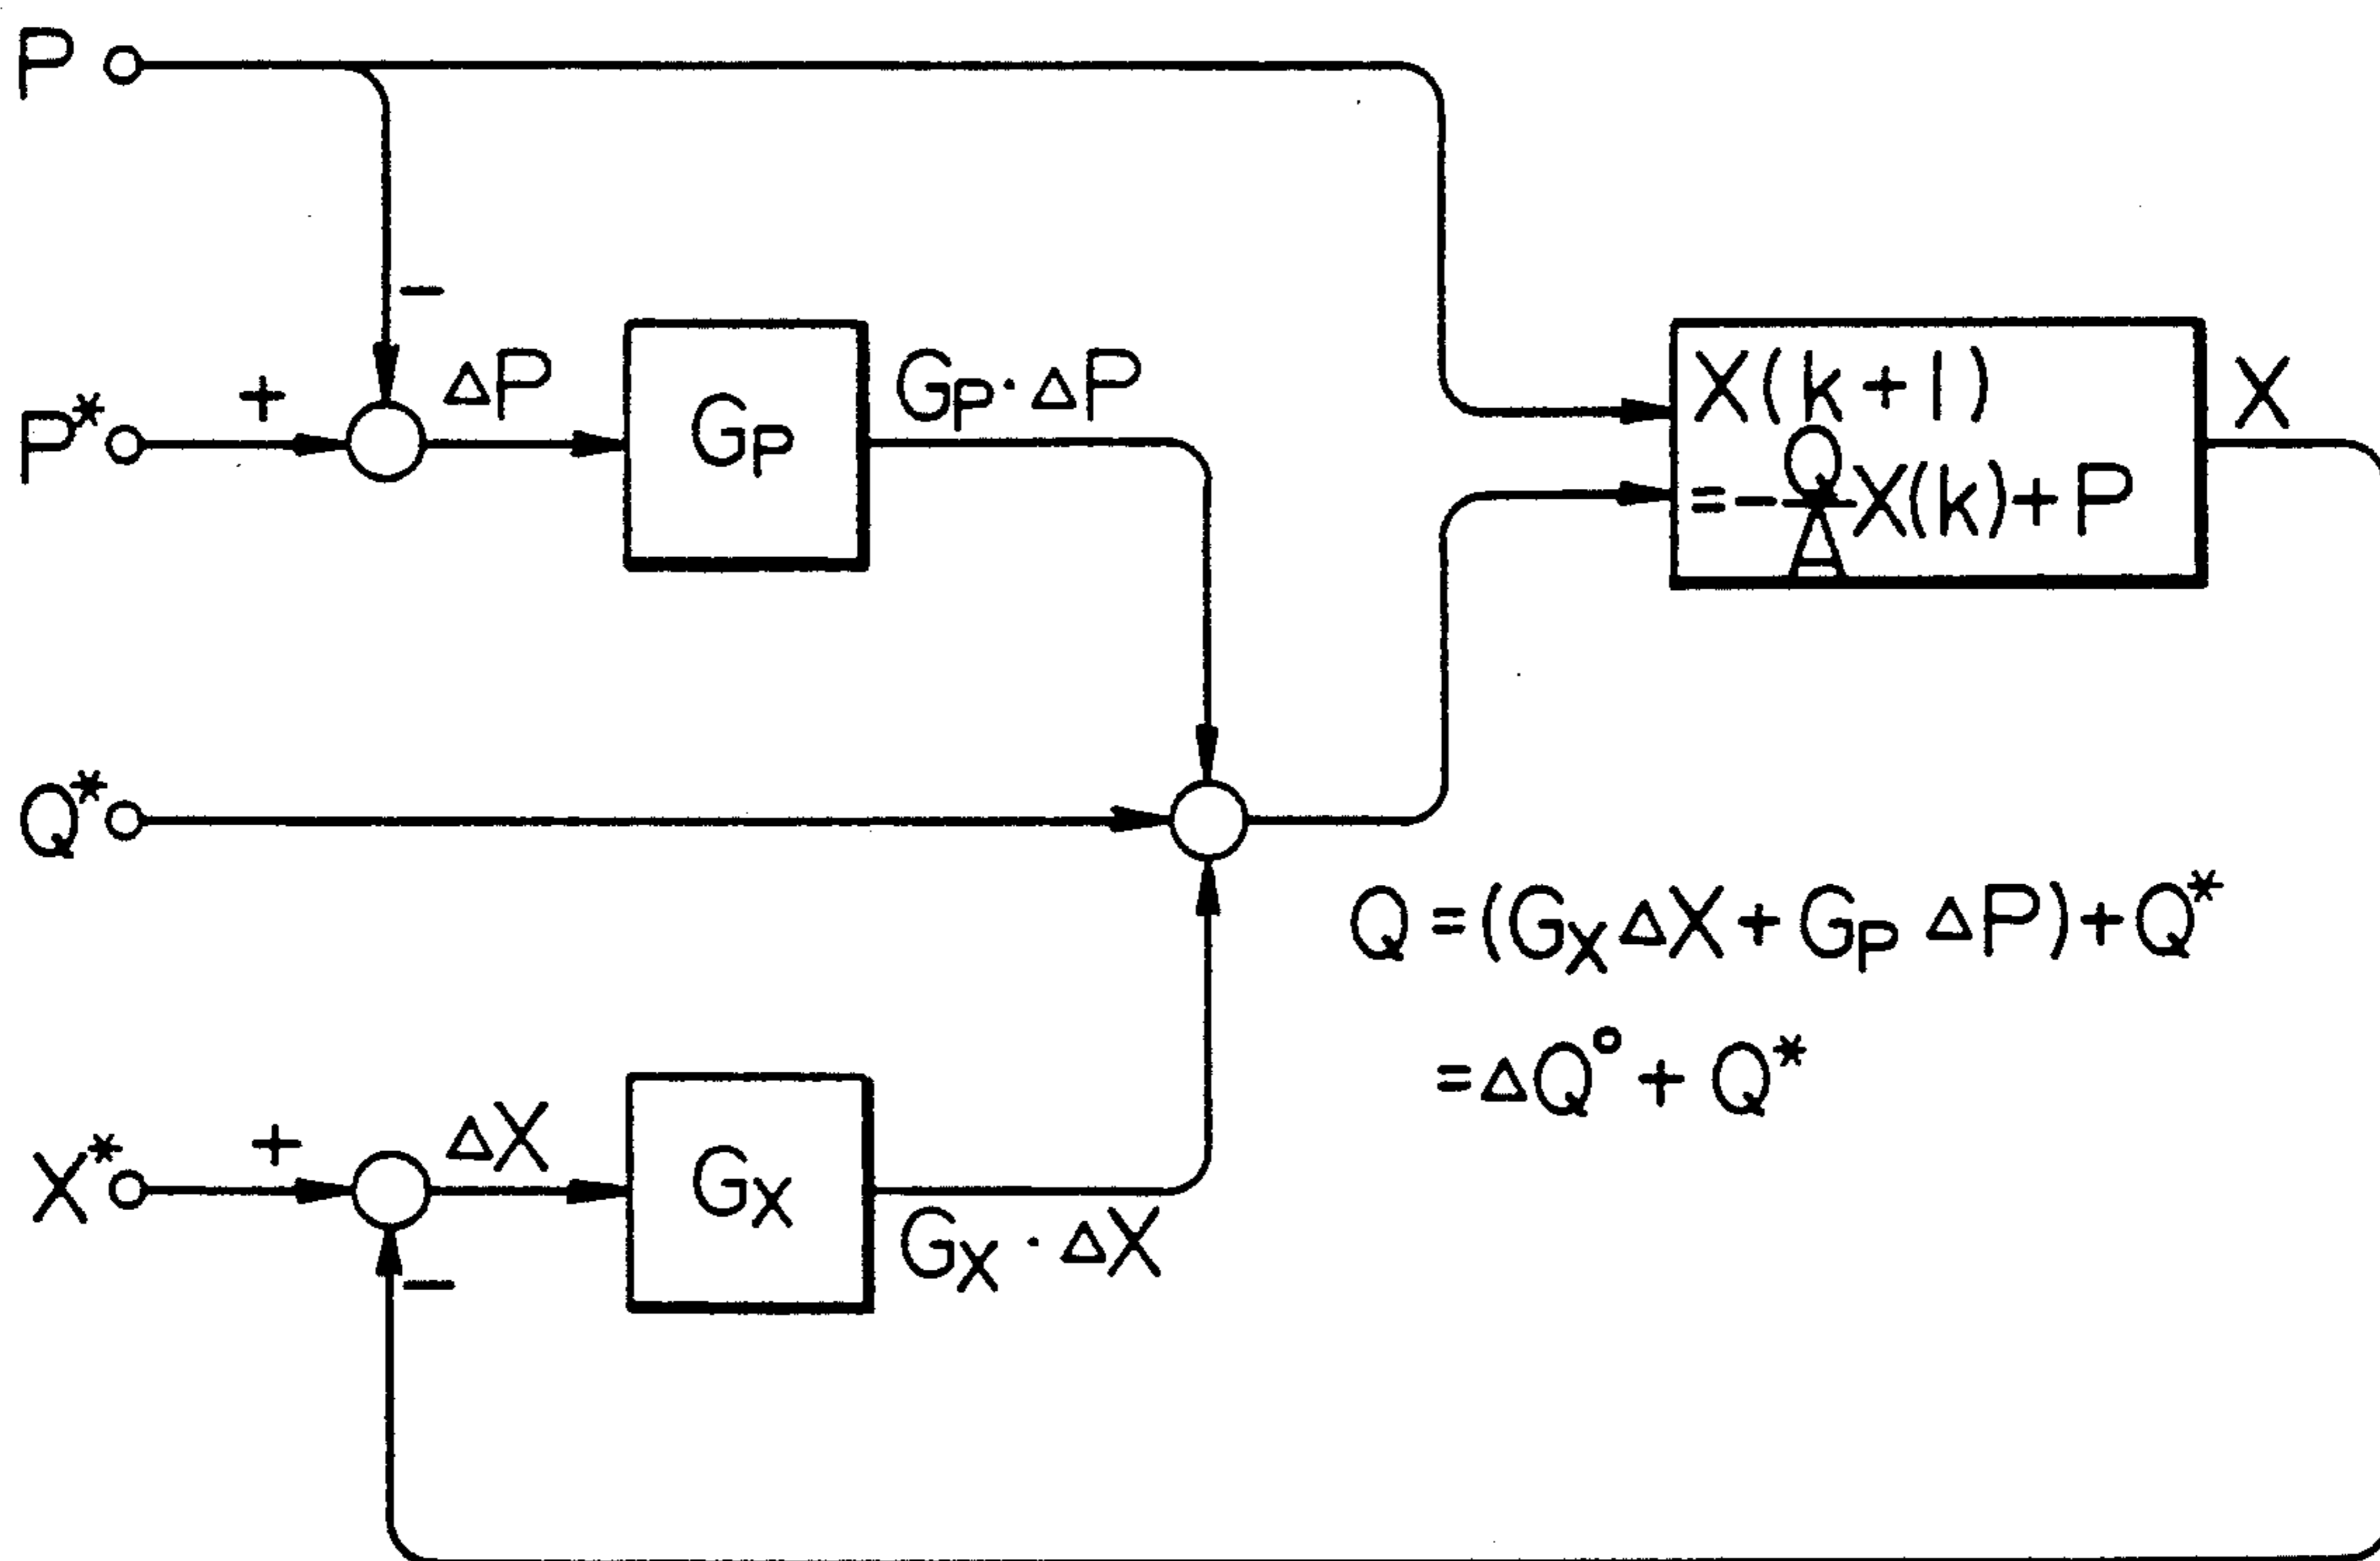 P
−
P*
+
ΔP
GP
GP·ΔP
X(k+1)
=−Q/A X(k)+P
X
Q*
Q=(GXΔX+GPΔP)+Q*
=ΔQ°+Q*
X*
+
ΔX
GX
GX·ΔX
−